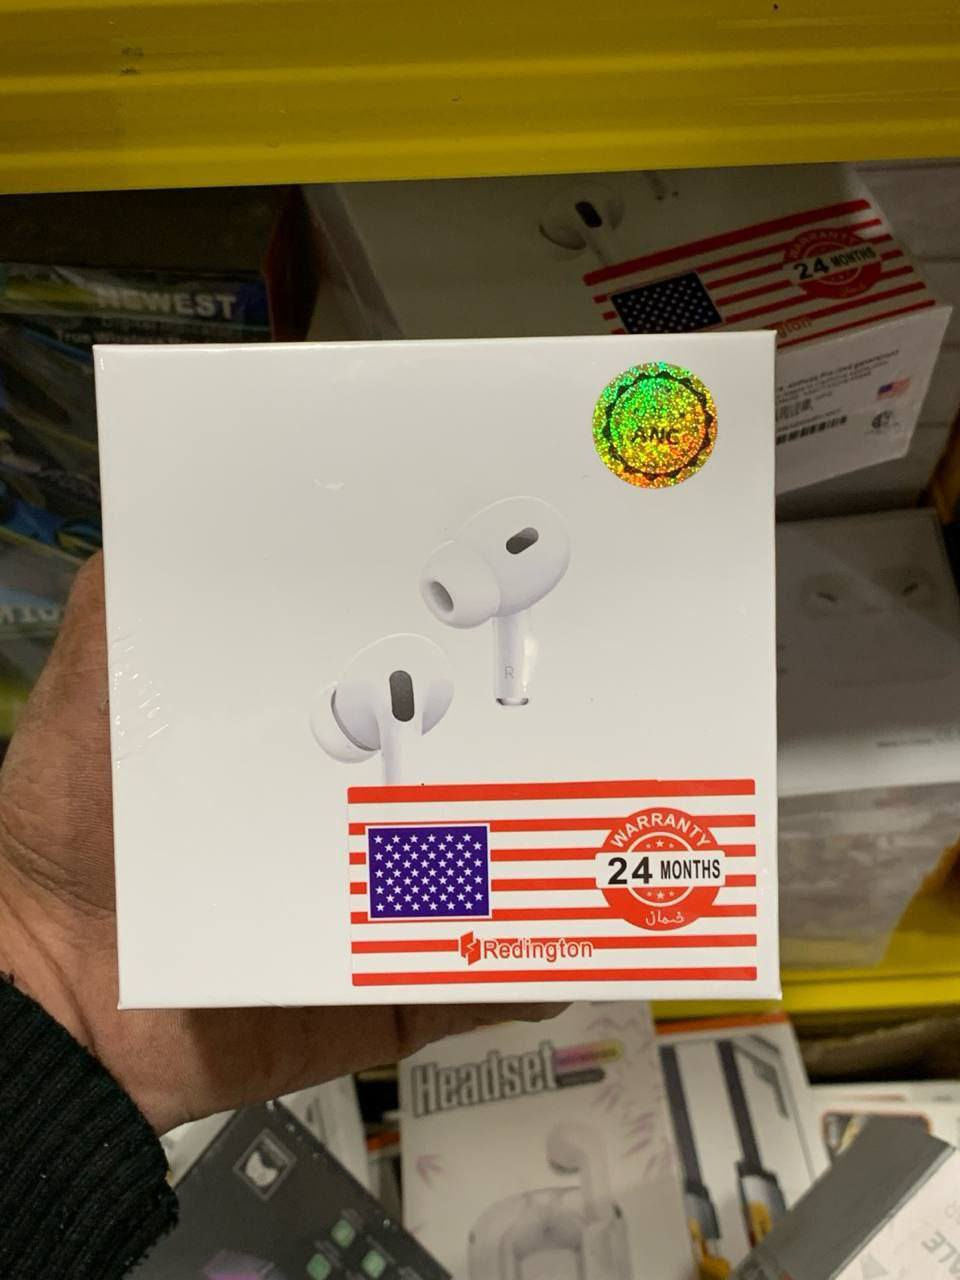 NEWEST
WARRANTY
24 MONTHS
ANC
R
WARRANTY
24 MONTHS
ضمان
Redington
Headset